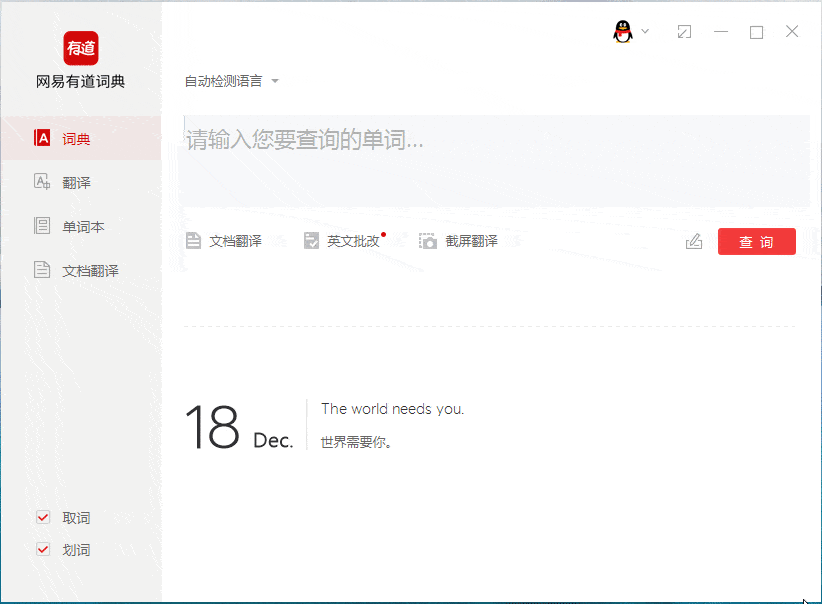 有道
网易有道词典
词典
翻译
单词本
文档翻译
取词
划词
自动检测语言
请输入您要查询的单词...
文档翻译
英文批改
截屏翻译
查 询
18 Dec.
The world needs you.
世界需要你。